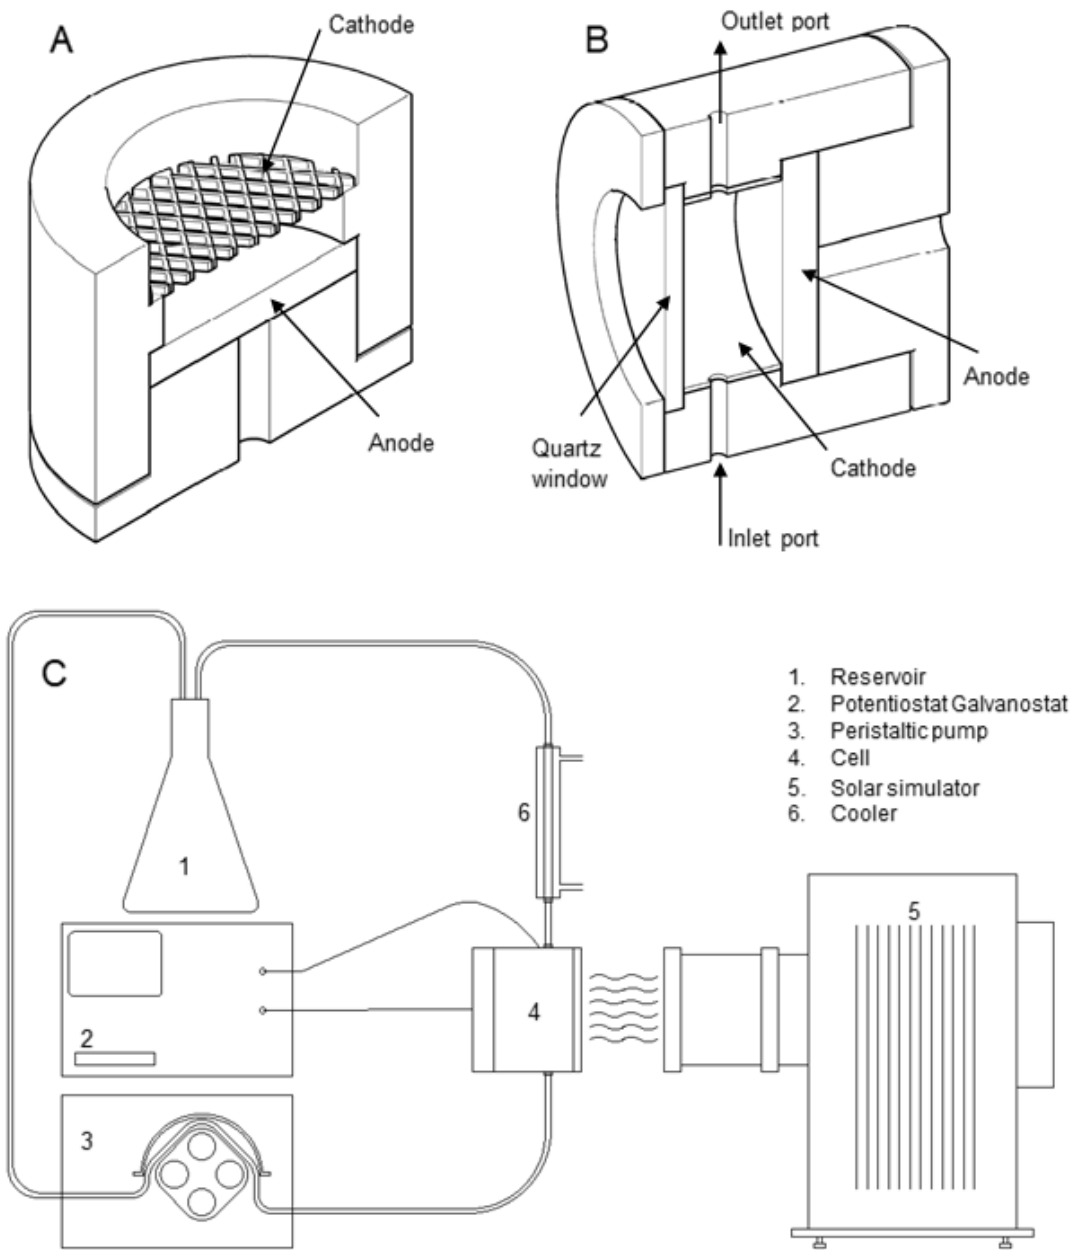 A
Cathode
Anode
B
Outlet port
Anode
Quartz
window
Cathode
Inlet port
C
1. Reservoir
2. Potentiostat Galvanostat
3. Peristaltic pump
4. Cell
5. Solar simulator
6. Cooler
6
1
5
4
2
3